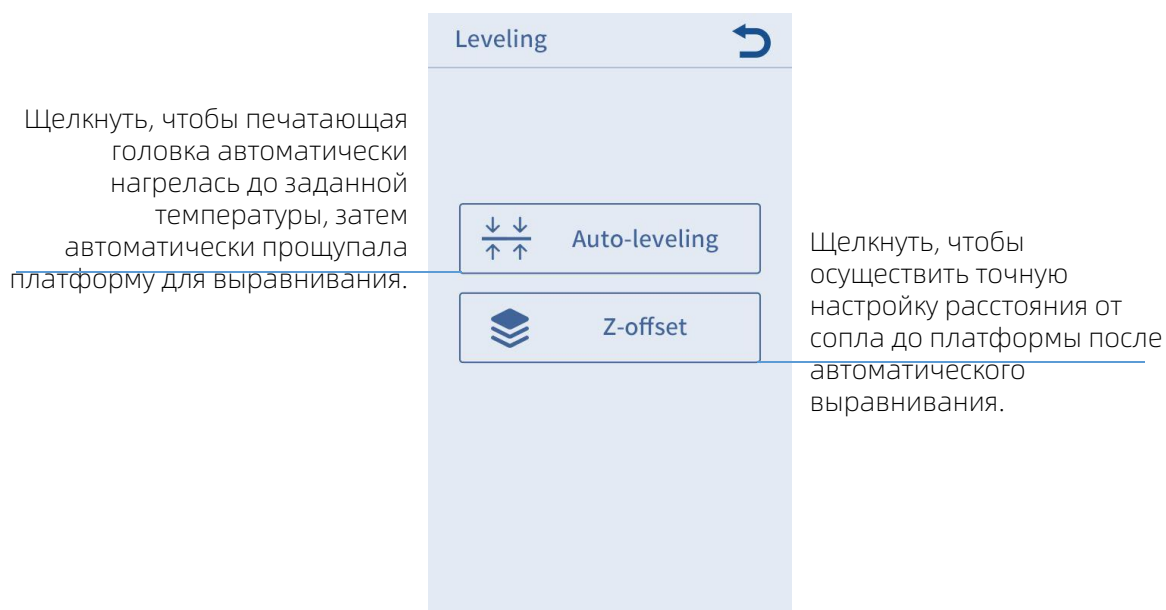 Leveling
Щелкнуть, чтобы печатающая
головка автоматически
нагрелась до заданной
температуры, затем
автоматически прощупала
платформу для выравнивания.
Auto-leveling
Z-offset
Щелкнуть, чтобы
осуществить точную
настройку расстояния от
сопла до платформы после
автоматического
выравнивания.